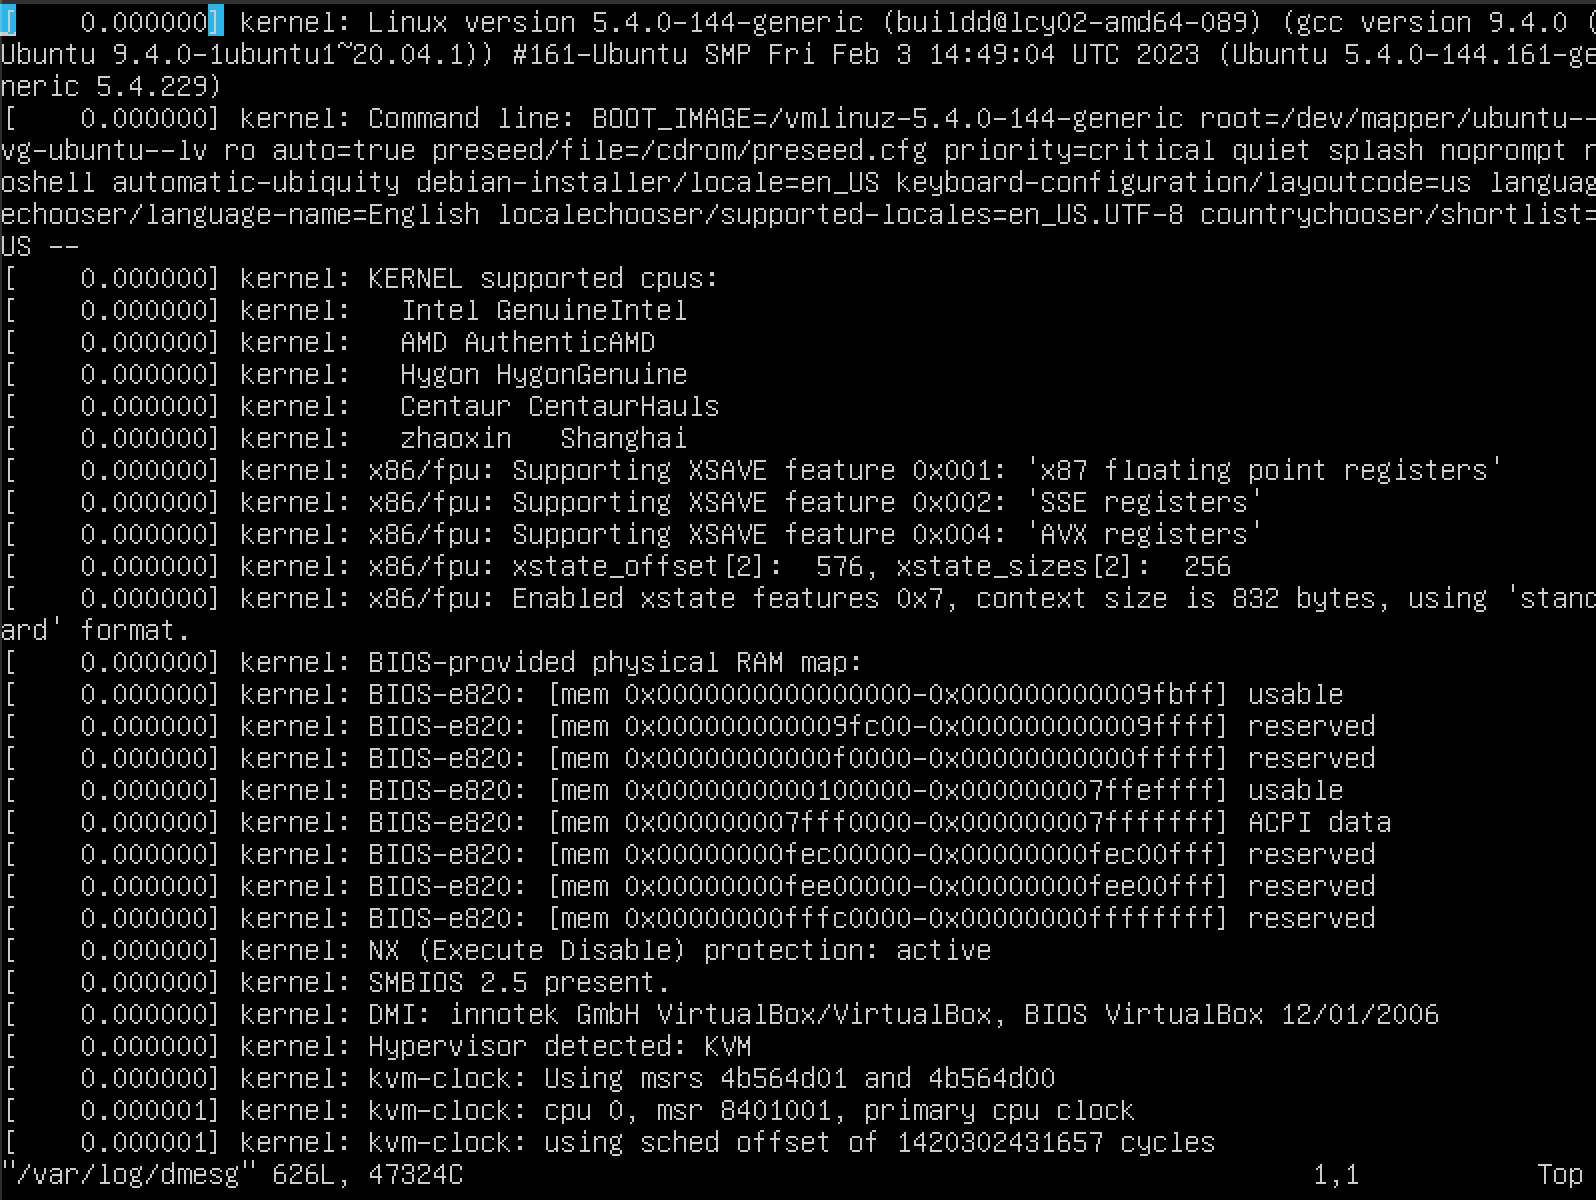 [    0.000000] kernel: Linux version 5.4.0-144-generic (buildd@lcy02-amd64-089) (gcc version 9.4.0 (
Ubuntu 9.4.0-1ubuntu1~20.04.1)) #161-Ubuntu SMP Fri Feb 3 14:49:04 UTC 2023 (Ubuntu 5.4.0-144.161-ge
neric 5.4.229)
[    0.000000] kernel: Command line: BOOT_IMAGE=/vmlinuz-5.4.0-144-generic root=/dev/mapper/ubuntu--
vg-ubuntu--lv ro auto=true preseed/file=/cdrom/preseed.cfg priority=critical quiet splash noprompt n
oshell automatic-ubiquity debian-installer/locale=en_US keyboard-configuration/layoutcode=us languag
echooser/language-name=English localechooser/supported-locales=en_US.UTF-8 countrychooser/shortlist=
US --
[    0.000000] kernel: KERNEL supported cpus:
[    0.000000] kernel:   Intel GenuineIntel
[    0.000000] kernel:   AMD AuthenticAMD
[    0.000000] kernel:   Hygon HygonGenuine
[    0.000000] kernel:   Centaur CentaurHauls
[    0.000000] kernel:   zhaoxin   Shanghai
[    0.000000] kernel: x86/fpu: Supporting XSAVE feature 0x001: 'x87 floating point registers'
[    0.000000] kernel: x86/fpu: Supporting XSAVE feature 0x002: 'SSE registers'
[    0.000000] kernel: x86/fpu: Supporting XSAVE feature 0x004: 'AVX registers'
[    0.000000] kernel: x86/fpu: xstate_offset[2]:  576, xstate_sizes[2]:  256
[    0.000000] kernel: x86/fpu: Enabled xstate features 0x7, context size is 832 bytes, using 'stand
ard' format.
[    0.000000] kernel: BIOS-provided physical RAM map:
[    0.000000] kernel: BIOS-e820: [mem 0x0000000000000000-0x000000000009fbff] usable
[    0.000000] kernel: BIOS-e820: [mem 0x000000000009fc00-0x000000000009ffff] reserved
[    0.000000] kernel: BIOS-e820: [mem 0x00000000000f0000-0x00000000000fffff] reserved
[    0.000000] kernel: BIOS-e820: [mem 0x0000000000100000-0x000000007ffeffff] usable
[    0.000000] kernel: BIOS-e820: [mem 0x000000007fff0000-0x000000007fffffff] ACPI data
[    0.000000] kernel: BIOS-e820: [mem 0x00000000fec00000-0x00000000fec00fff] reserved
[    0.000000] kernel: BIOS-e820: [mem 0x00000000fee00000-0x00000000fee00fff] reserved
[    0.000000] kernel: BIOS-e820: [mem 0x00000000fffc0000-0x00000000ffffffff] reserved
[    0.000000] kernel: NX (Execute Disable) protection: active
[    0.000000] kernel: SMBIOS 2.5 present.
[    0.000000] kernel: DMI: innotek GmbH VirtualBox/VirtualBox, BIOS VirtualBox 12/01/2006
[    0.000000] kernel: Hypervisor detected: KVM
[    0.000000] kernel: kvm-clock: Using msrs 4b564d01 and 4b564d00
[    0.000001] kernel: kvm-clock: cpu 0, msr 8401001, primary cpu clock
[    0.000001] kernel: kvm-clock: using sched offset of 1420302431657 cycles
"/var/log/dmesg" 626L, 47324C                                                     1,1           Top